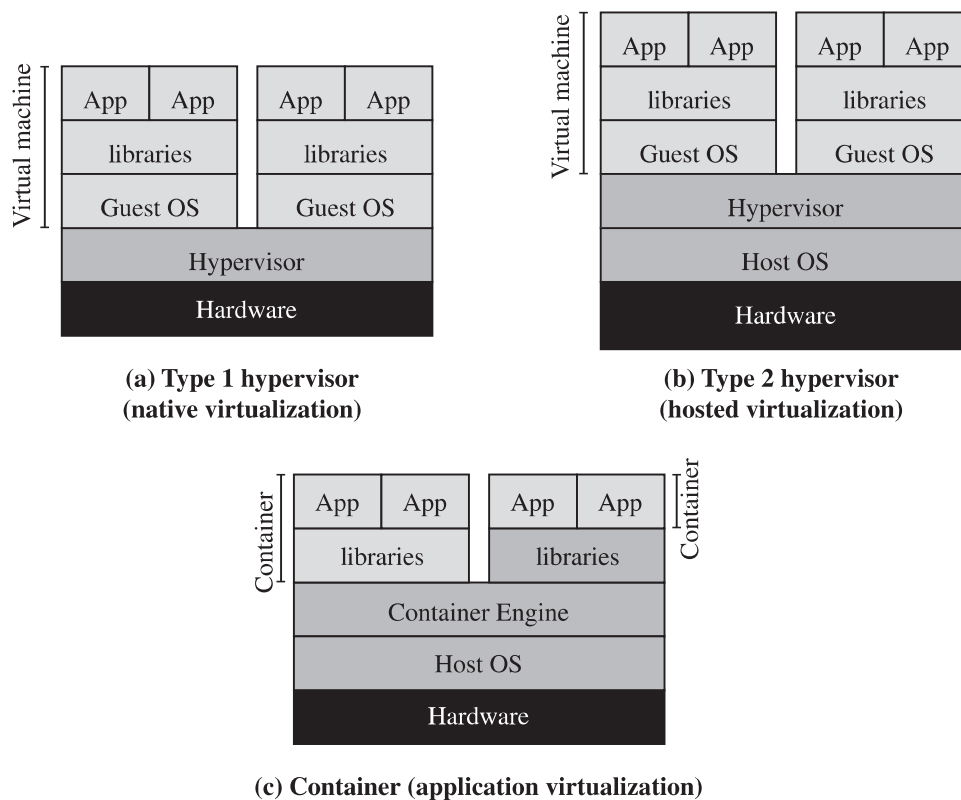 Virtual machine
App App App App
libraries libraries
Guest OS Guest OS
Hypervisor
Hardware
(a) Type 1 hypervisor
(native virtualization)
Virtual machine
App App App App
libraries libraries
Guest OS Guest OS
Hypervisor
Host OS
Hardware
(b) Type 2 hypervisor
(hosted virtualization)
Container
App App App App
Container
libraries libraries
Container Engine
Host OS
Hardware
(c) Container (application virtualization)